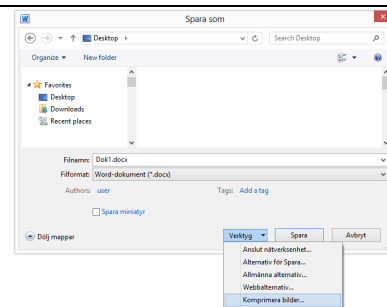 Spara som
Desktop
Search Desktop
Organize
New folder
Favorites
Desktop
Downloads
Recent places
Filnamn: Dok1.docx
Filformat: Word-dokument (*.docx)
Authors: user
Tags: Add a tag
Spara miniatyr
Dölj mappar
Verktyg
Spara
Avbryt
Anslut nätverksenhet...
Alternativ för Spara...
Allmänna alternativ...
Webbalternativ...
Komprimera bilder...